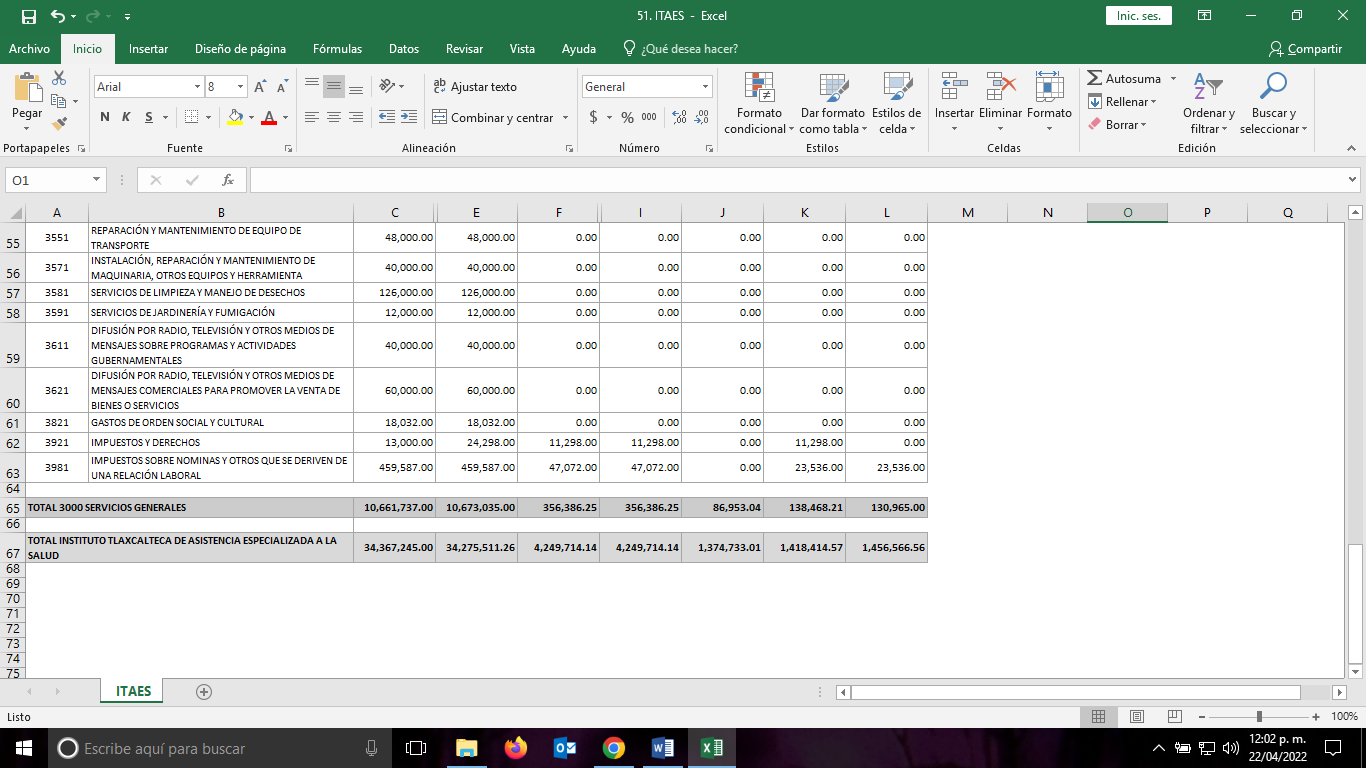 51. ITAES - Excel
Inic. ses.
Archivo Inicio Insertar Diseño de página Fórmulas Datos Revisar Vista Ayuda ¿Qué desea hacer? Compartir
Pegar
Portapapeles
Arial 8
N K S
Fuente
Ajustar texto
Combinar y centrar
Alineación
General
$ % 000
Número
Formato condicional
Dar formato como tabla
Estilos de celda
Estilos
Insertar Eliminar Formato
Celdas
Autosuma
Rellenar
Borrar
Ordenar y filtrar
Buscar y seleccionar
Edición
O1
fx
A B C E F I J K L M N O P Q
55 3551 REPARACIÓN Y MANTENIMIENTO DE EQUIPO DE
TRANSPORTE 48,000.00 48,000.00 0.00 0.00 0.00 0.00 0.00
56 3571 INSTALACIÓN, REPARACIÓN Y MANTENIMIENTO DE
MAQUINARIA, OTROS EQUIPOS Y HERRAMIENTA 40,000.00 40,000.00 0.00 0.00 0.00 0.00 0.00
57 3581 SERVICIOS DE LIMPIEZA Y MANEJO DE DESECHOS 126,000.00 126,000.00 0.00 0.00 0.00 0.00 0.00
58 3591 SERVICIOS DE JARDINERÍA Y FUMIGACIÓN 12,000.00 12,000.00 0.00 0.00 0.00 0.00 0.00
59 3611 DIFUSIÓN POR RADIO, TELEVISIÓN Y OTROS MEDIOS DE
MENSAJES SOBRE PROGRAMAS Y ACTIVIDADES
GUBERNAMENTALES 40,000.00 40,000.00 0.00 0.00 0.00 0.00 0.00
60 3621 DIFUSIÓN POR RADIO, TELEVISIÓN Y OTROS MEDIOS DE
MENSAJES COMERCIALES PARA PROMOVER LA VENTA DE
BIENES O SERVICIOS 60,000.00 60,000.00 0.00 0.00 0.00 0.00 0.00
61 3821 GASTOS DE ORDEN SOCIAL Y CULTURAL 18,032.00 18,032.00 0.00 0.00 0.00 0.00 0.00
62 3921 IMPUESTOS Y DERECHOS 13,000.00 24,298.00 11,298.00 11,298.00 0.00 11,298.00 0.00
63 3981 IMPUESTOS SOBRE NOMINAS Y OTROS QUE SE DERIVEN DE
UNA RELACIÓN LABORAL 459,587.00 459,587.00 47,072.00 47,072.00 0.00 23,536.00 23,536.00
64
65 TOTAL 3000 SERVICIOS GENERALES 10,661,737.00 10,673,035.00 356,386.25 356,386.25 86,953.04 138,468.21 130,965.00
66
67 TOTAL INSTITUTO TLAXCALTECA DE ASISTENCIA ESPECIALIZADA A LA
SALUD 34,367,245.00 34,275,511.26 4,249,714.14 4,249,714.14 1,374,733.01 1,418,414.57 1,456,566.56
68
69
70
71
72
73
74
75
ITAES
Listo
100%
Escribe aquí para buscar
12:02 p. m.
22/04/2022